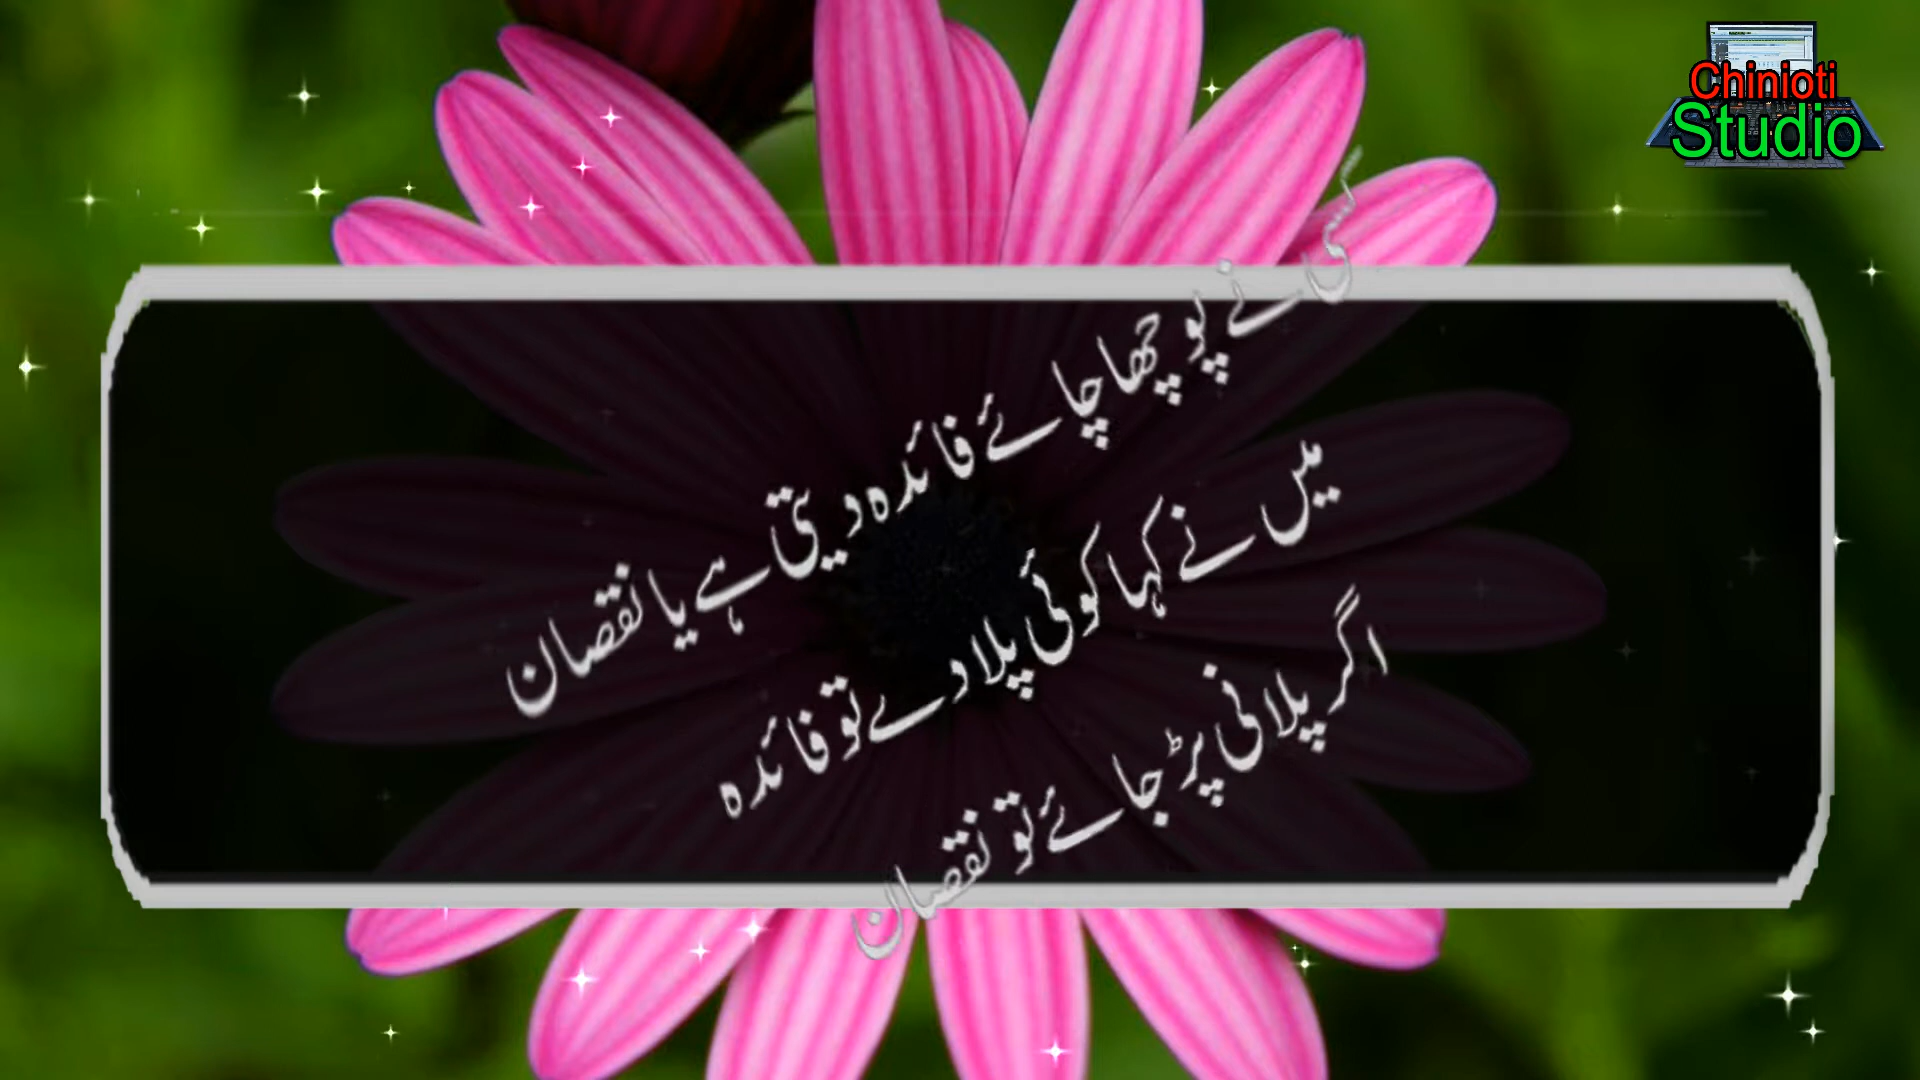 Chinioti
Studio
کسی نے پوچھا چائے فائدہ دیتی ہے یا نقصان
میں نے کہا کوئی پلا دے تو فائدہ
اگر پلانی پڑ جائے تو نقصان